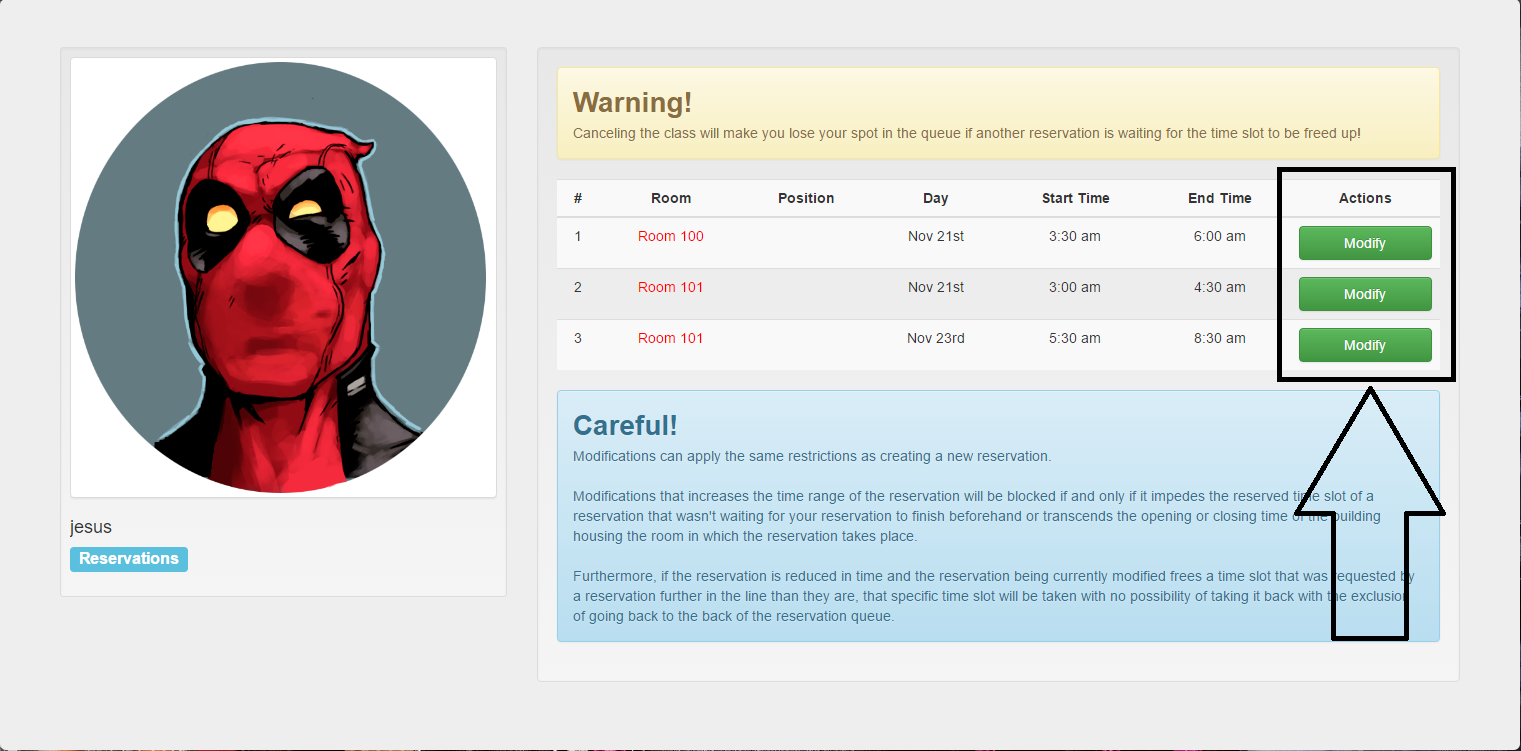 jesus
Reservations
Warning!
Canceling the class will make you lose your spot in the queue if another reservation is waiting for the time slot to be freed up!
# Room Position Day Start Time End Time Actions
1 Room 100 Nov 21st 3:30 am 6:00 am Modify
2 Room 101 Nov 21st 3:00 am 4:30 am Modify
3 Room 101 Nov 23rd 5:30 am 8:30 am Modify
Careful!
Modifications can apply the same restrictions as creating a new reservation.
Modifications that increases the time range of the reservation will be blocked if and only if it impedes the reserved time slot of a
reservation that wasn't waiting for your reservation to finish beforehand or transcends the opening or closing time of the building
housing the room in which the reservation takes place.
Furthermore, if the reservation is reduced in time and the reservation being currently modified frees a time slot that was requested by
a reservation further in the line than they are, that specific time slot will be taken with no possibility of taking it back with the exclusion
of going back to the back of the reservation queue.